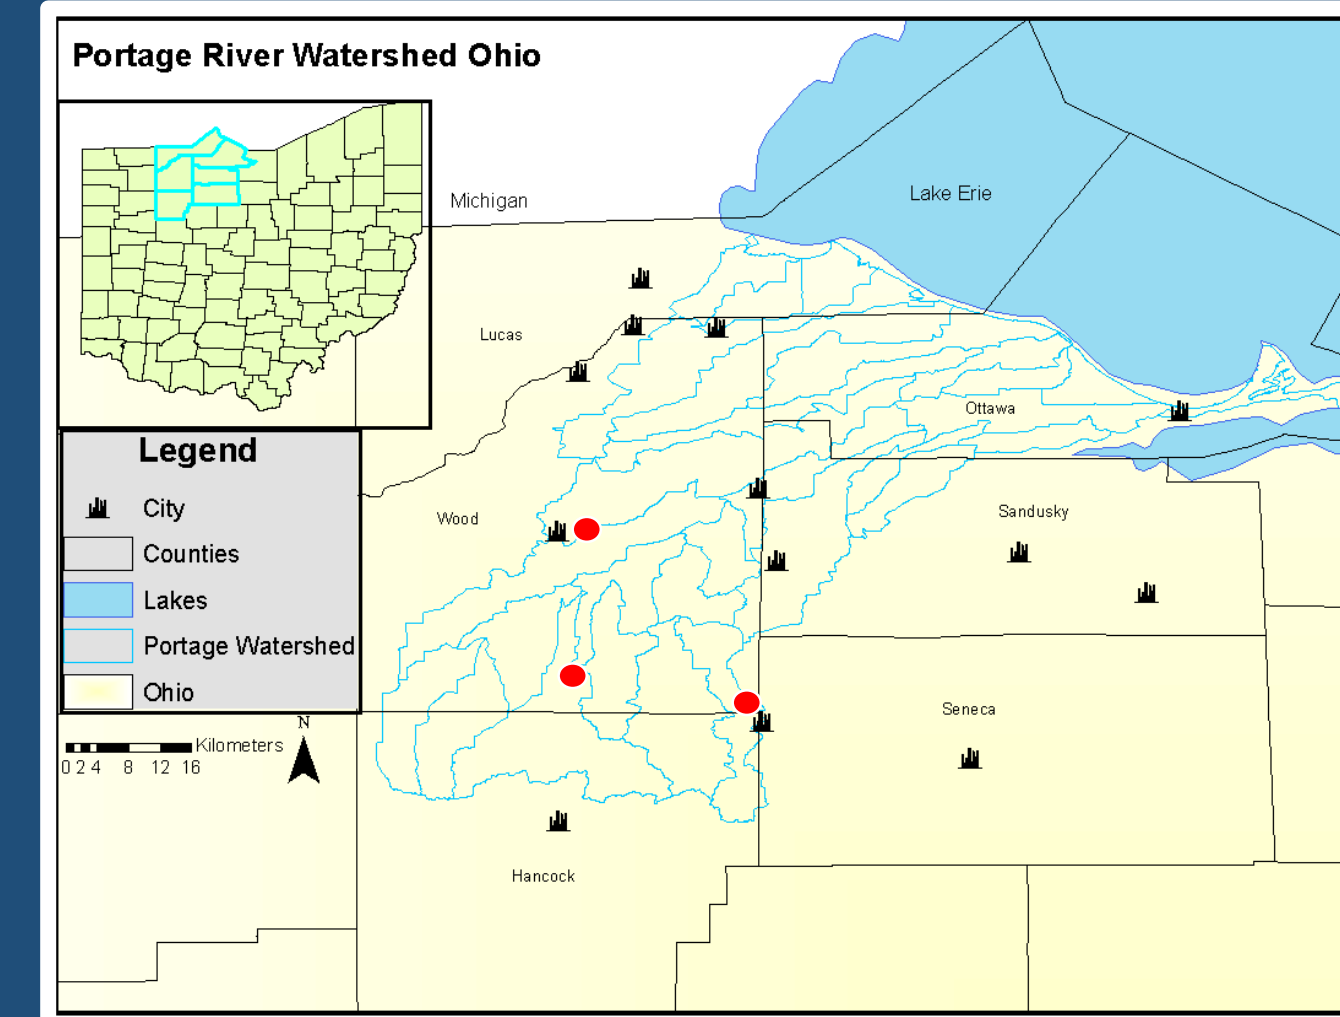 Portage River Watershed Ohio
Michigan
Lake Erie
Lucas
Ottawa
Legend
City
Counties
Lakes
Portage Watershed
Ohio
Wood
Sandusky
Seneca
N
Kilometers
0 2 4 8 12 16
Hancock